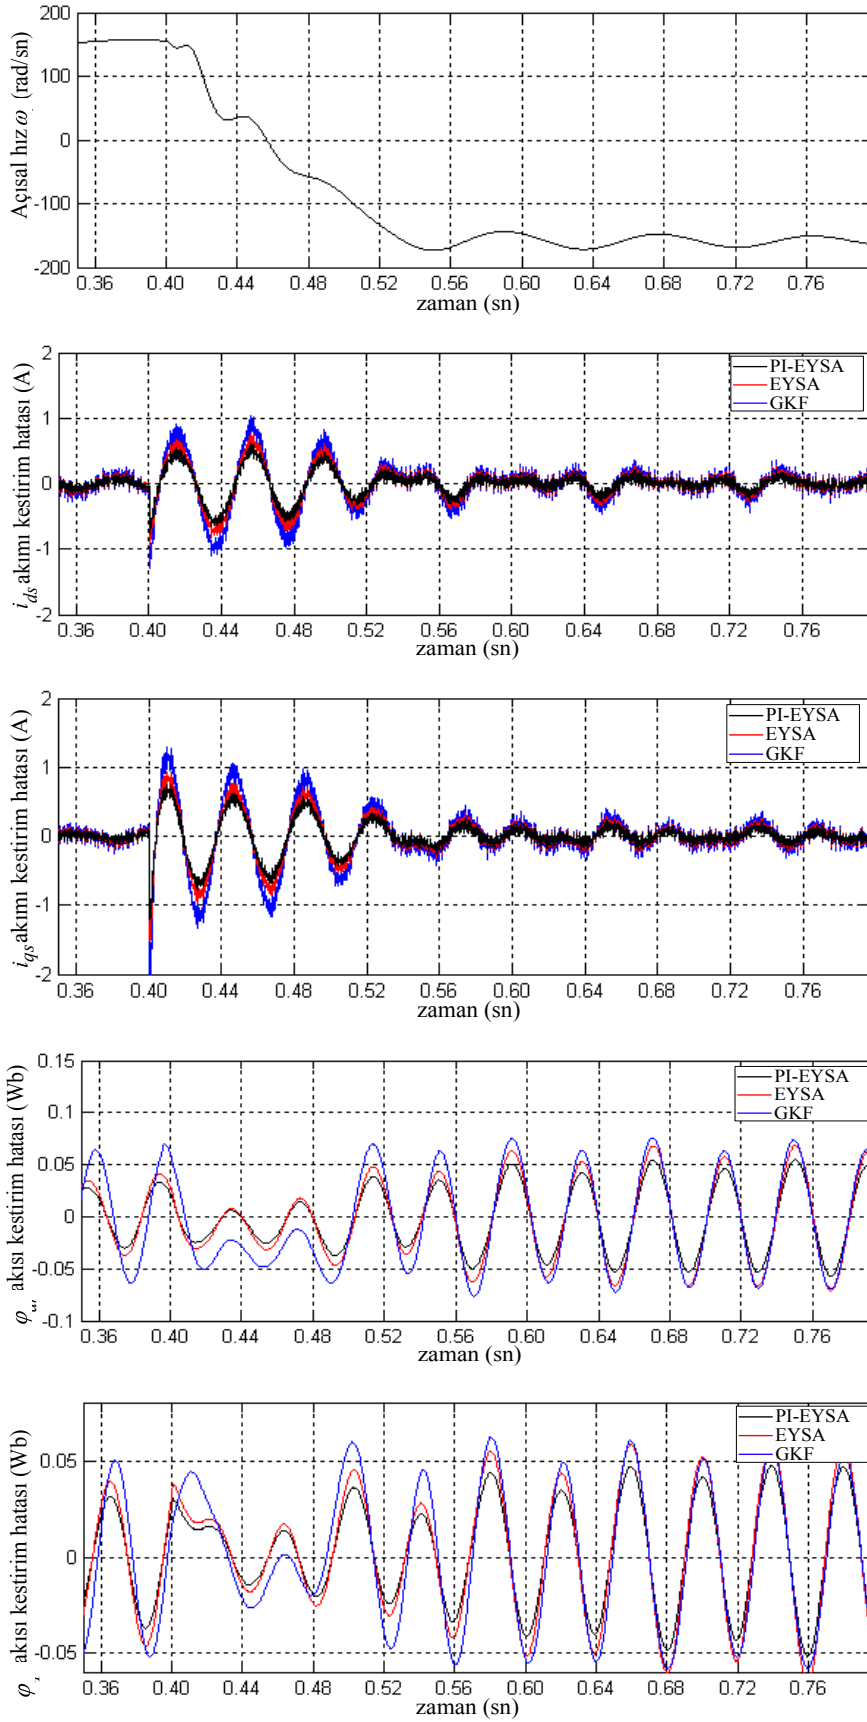 Açısal hız ω (rad/sn)
200
100
0
-100
-200
0.36 0.40 0.44 0.48 0.52 0.56 0.60 0.64 0.68 0.72 0.76
zaman (sn)
i_ds akımı kestirim hatası (A)
2
1
0
-1
-2
PI-EYSA
EYSA
GKF
0.36 0.40 0.44 0.48 0.52 0.56 0.60 0.64 0.68 0.72 0.76
zaman (sn)
i_qs akımı kestirim hatası (A)
2
1
0
-1
-2
PI-EYSA
EYSA
GKF
0.36 0.40 0.44 0.48 0.52 0.56 0.60 0.64 0.68 0.72 0.76
zaman (sn)
φ akısı kestirim hatası (Wb)
0.15
0.1
0.05
0
-0.05
-0.1
PI-EYSA
EYSA
GKF
0.36 0.40 0.44 0.48 0.52 0.56 0.60 0.64 0.68 0.72 0.76
zaman (sn)
φ akısı kestirim hatası (Wb)
0.05
0
-0.05
PI-EYSA
EYSA
GKF
0.36 0.40 0.44 0.48 0.52 0.56 0.60 0.64 0.68 0.72 0.76
zaman (sn)